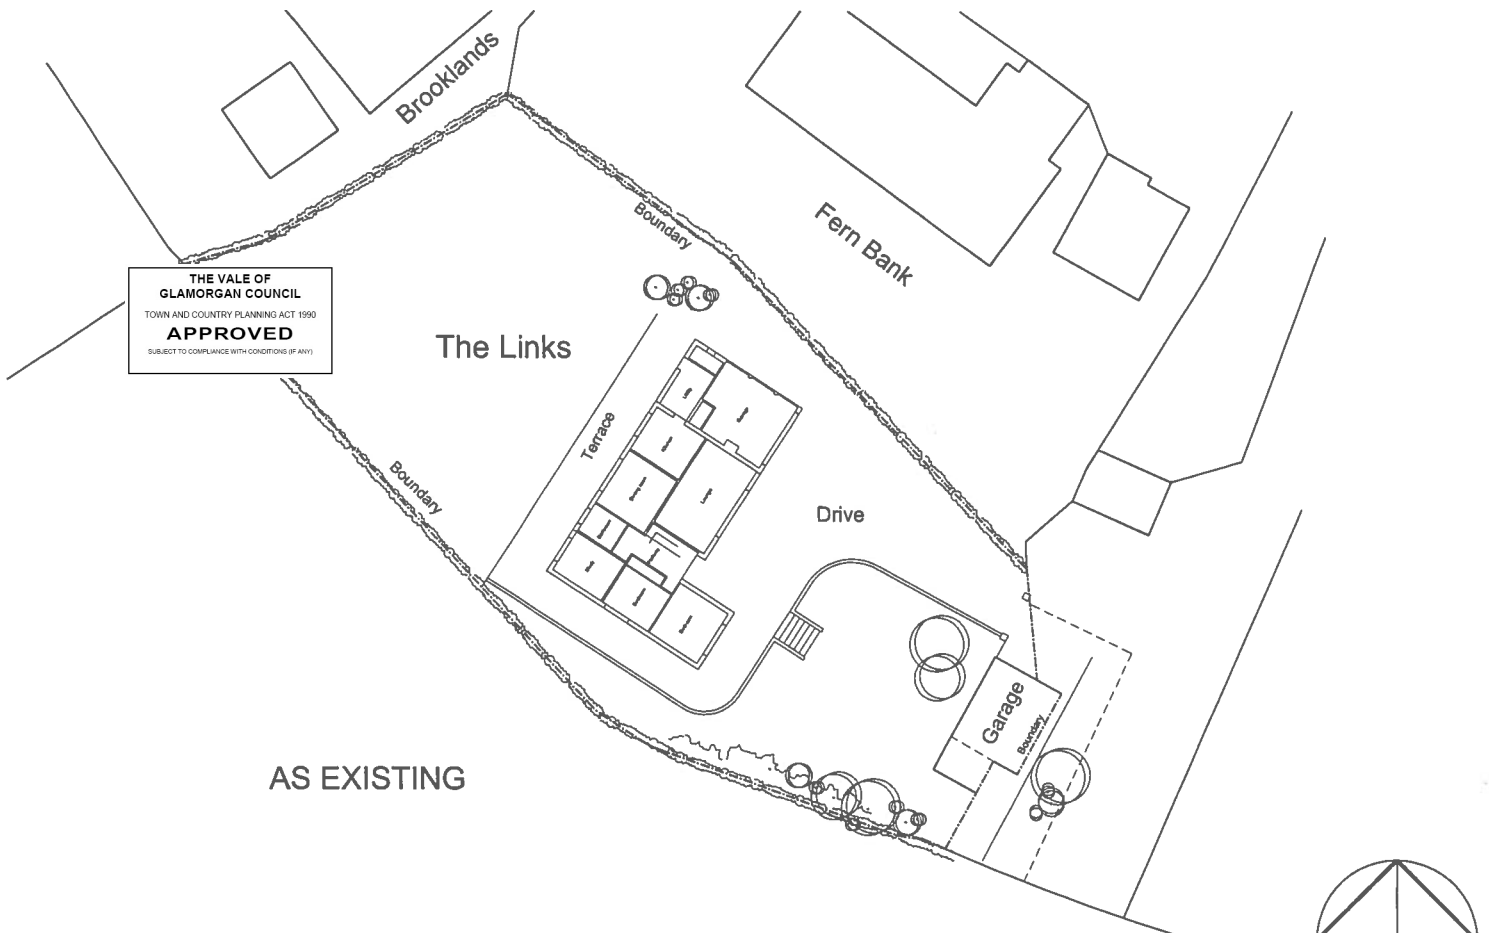 Brooklands
Boundary
Fern Bank
THE VALE OF
GLAMORGAN COUNCIL
TOWN AND COUNTRY PLANNING ACT 1990
APPROVED
SUBJECT TO COMPLIANCE WITH CONDITIONS (IF ANY)
The Links
Terrace
Boundary
Drive
Garage
Boundary
AS EXISTING